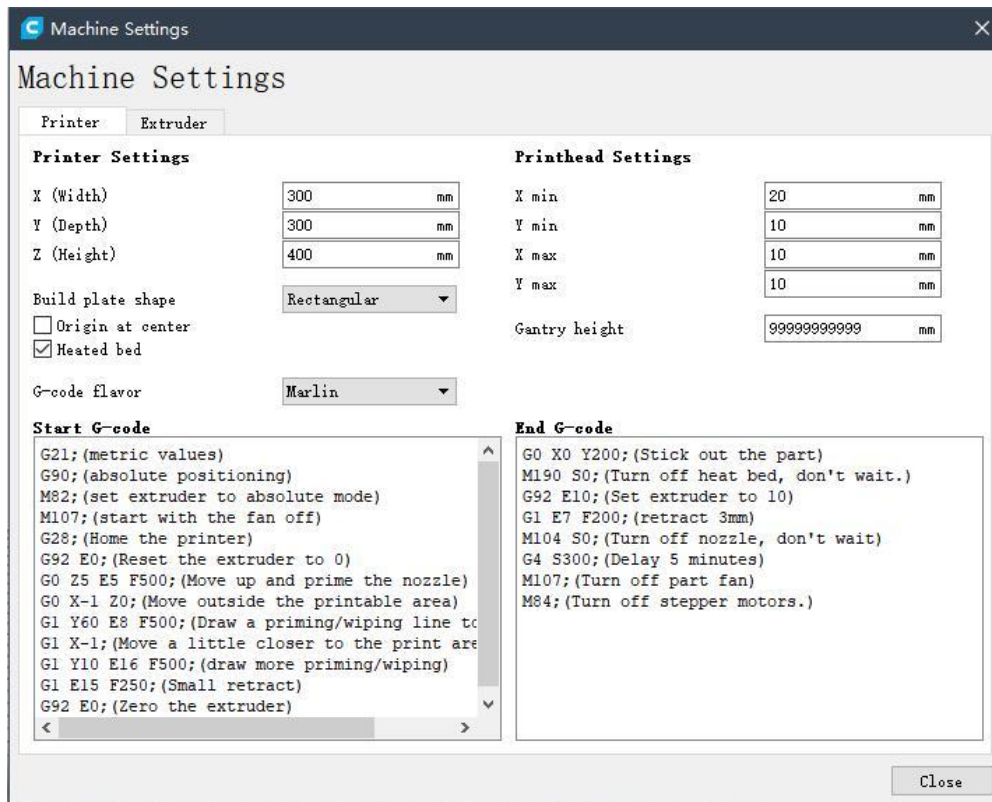 Machine Settings
Machine Settings
Printer Extruder
Printer Settings
X (Width) 300 mm
Y (Depth) 300 mm
Z (Height) 400 mm
Build plate shape Rectangular
Origin at center
Heated bed
G-code flavor Marlin
Printhead Settings
X min 20 mm
Y min 10 mm
X max 10 mm
Y max 10 mm
Gantry height 99999999999 mm
Start G-code
G21;(metric values)
G90;(absolute positioning)
M82;(set extruder to absolute mode)
M107;(start with the fan off)
G28;(Home the printer)
G92 E0;(Reset the extruder to 0)
G0 Z5 E5 F500;(Move up and prime the nozzle)
G0 X-1 Z0;(Move outside the printable area)
G1 Y60 E8 F500;(Draw a priming/wiping line to
G1 X-1;(Move a little closer to the print are
G1 Y10 E16 F500;(draw more priming/wiping)
G1 E15 F250;(Small retract)
G92 E0;(Zero the extruder)
End G-code
G0 X0 Y200;(Stick out the part)
M190 S0;(Turn off heat bed, don't wait.)
G92 E10;(Set extruder to 10)
G1 E7 F200;(retract 3mm)
M104 S0;(Turn off nozzle, don't wait)
G4 S300;(Delay 5 minutes)
M107;(Turn off part fan)
M84;(Turn off stepper motors.)
Close